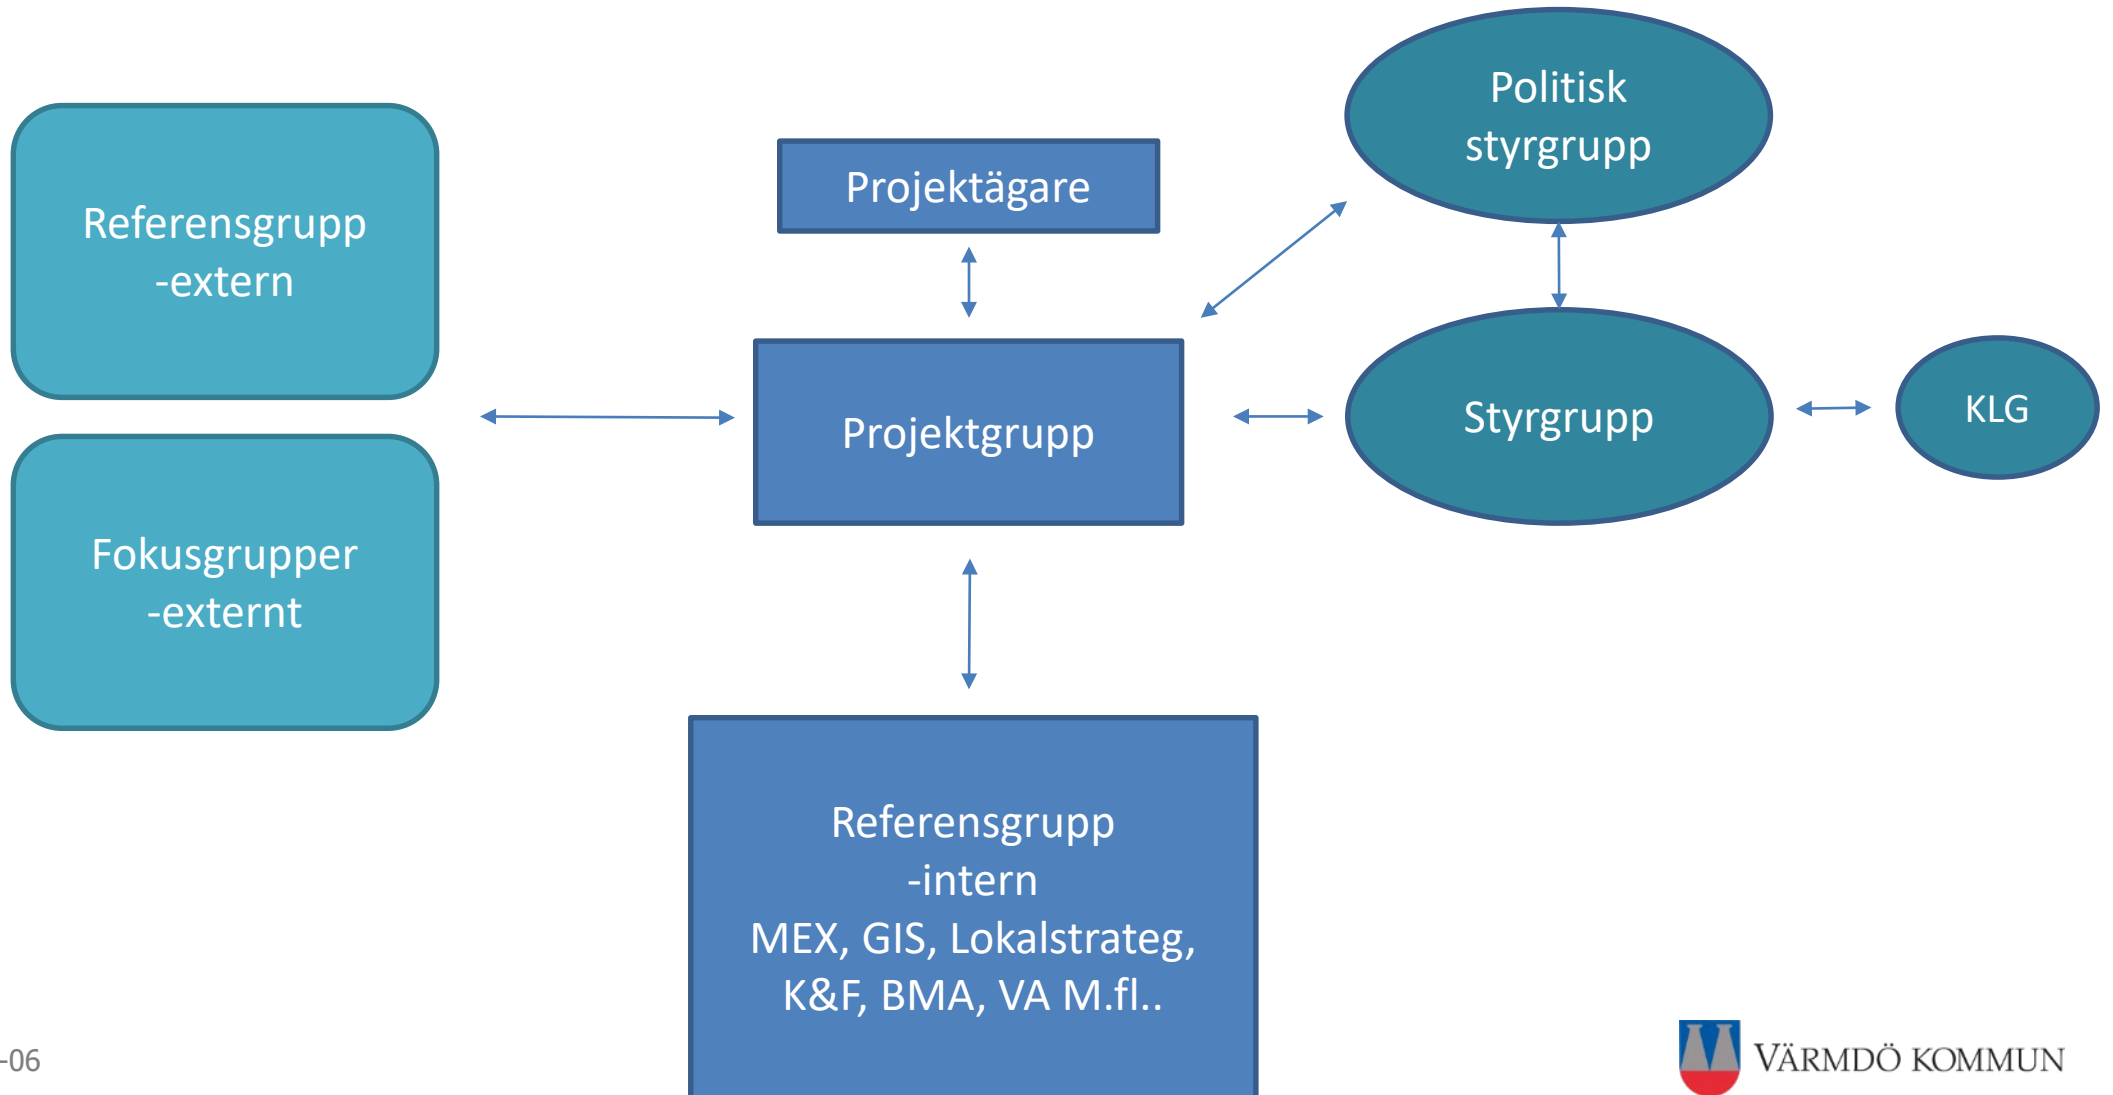 Referensgrupp
-extern
Fokusgrupper
-externt
Projektägare
Projektgrupp
Referensgrupp
-intern
MEX, GIS, Lokalstrateg,
K&F, BMA, VA M.fl..
Politisk
styrgrupp
Styrgrupp
KLG
-06
VÄRMDÖ KOMMUN